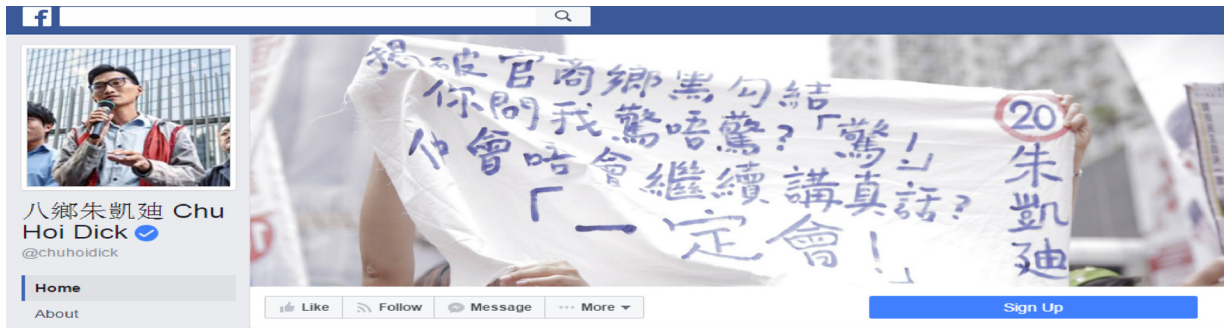 f
揭破官商鄉黑勾結
你問我驚唔驚?「驚!」
仲會唔會繼續講真話?
「一定會!」
20
朱凱廸
八鄉朱凱廸 Chu
Hoi Dick
@chuhoidick
Home
About
Like
Follow
Message
More
Sign Up